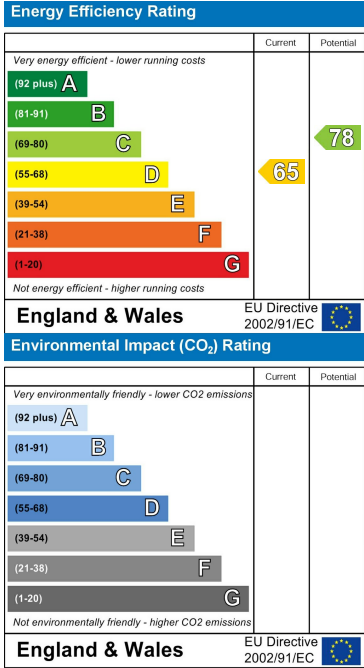 Energy Efficiency Rating
Current Potential
Very energy efficient - lower running costs
(92 plus) A
(81-91) B
(69-80) C
78
(55-68) D
65
(39-54) E
(21-38) F
(1-20) G
Not energy efficient - higher running costs
England & Wales
EU Directive
2002/91/EC
Environmental Impact (CO₂) Rating
Current Potential
Very environmentally friendly - lower CO2 emissions
(92 plus) A
(81-91) B
(69-80) C
(55-68) D
(39-54) E
(21-38) F
(1-20) G
Not environmentally friendly - higher CO2 emissions
England & Wales
EU Directive
2002/91/EC